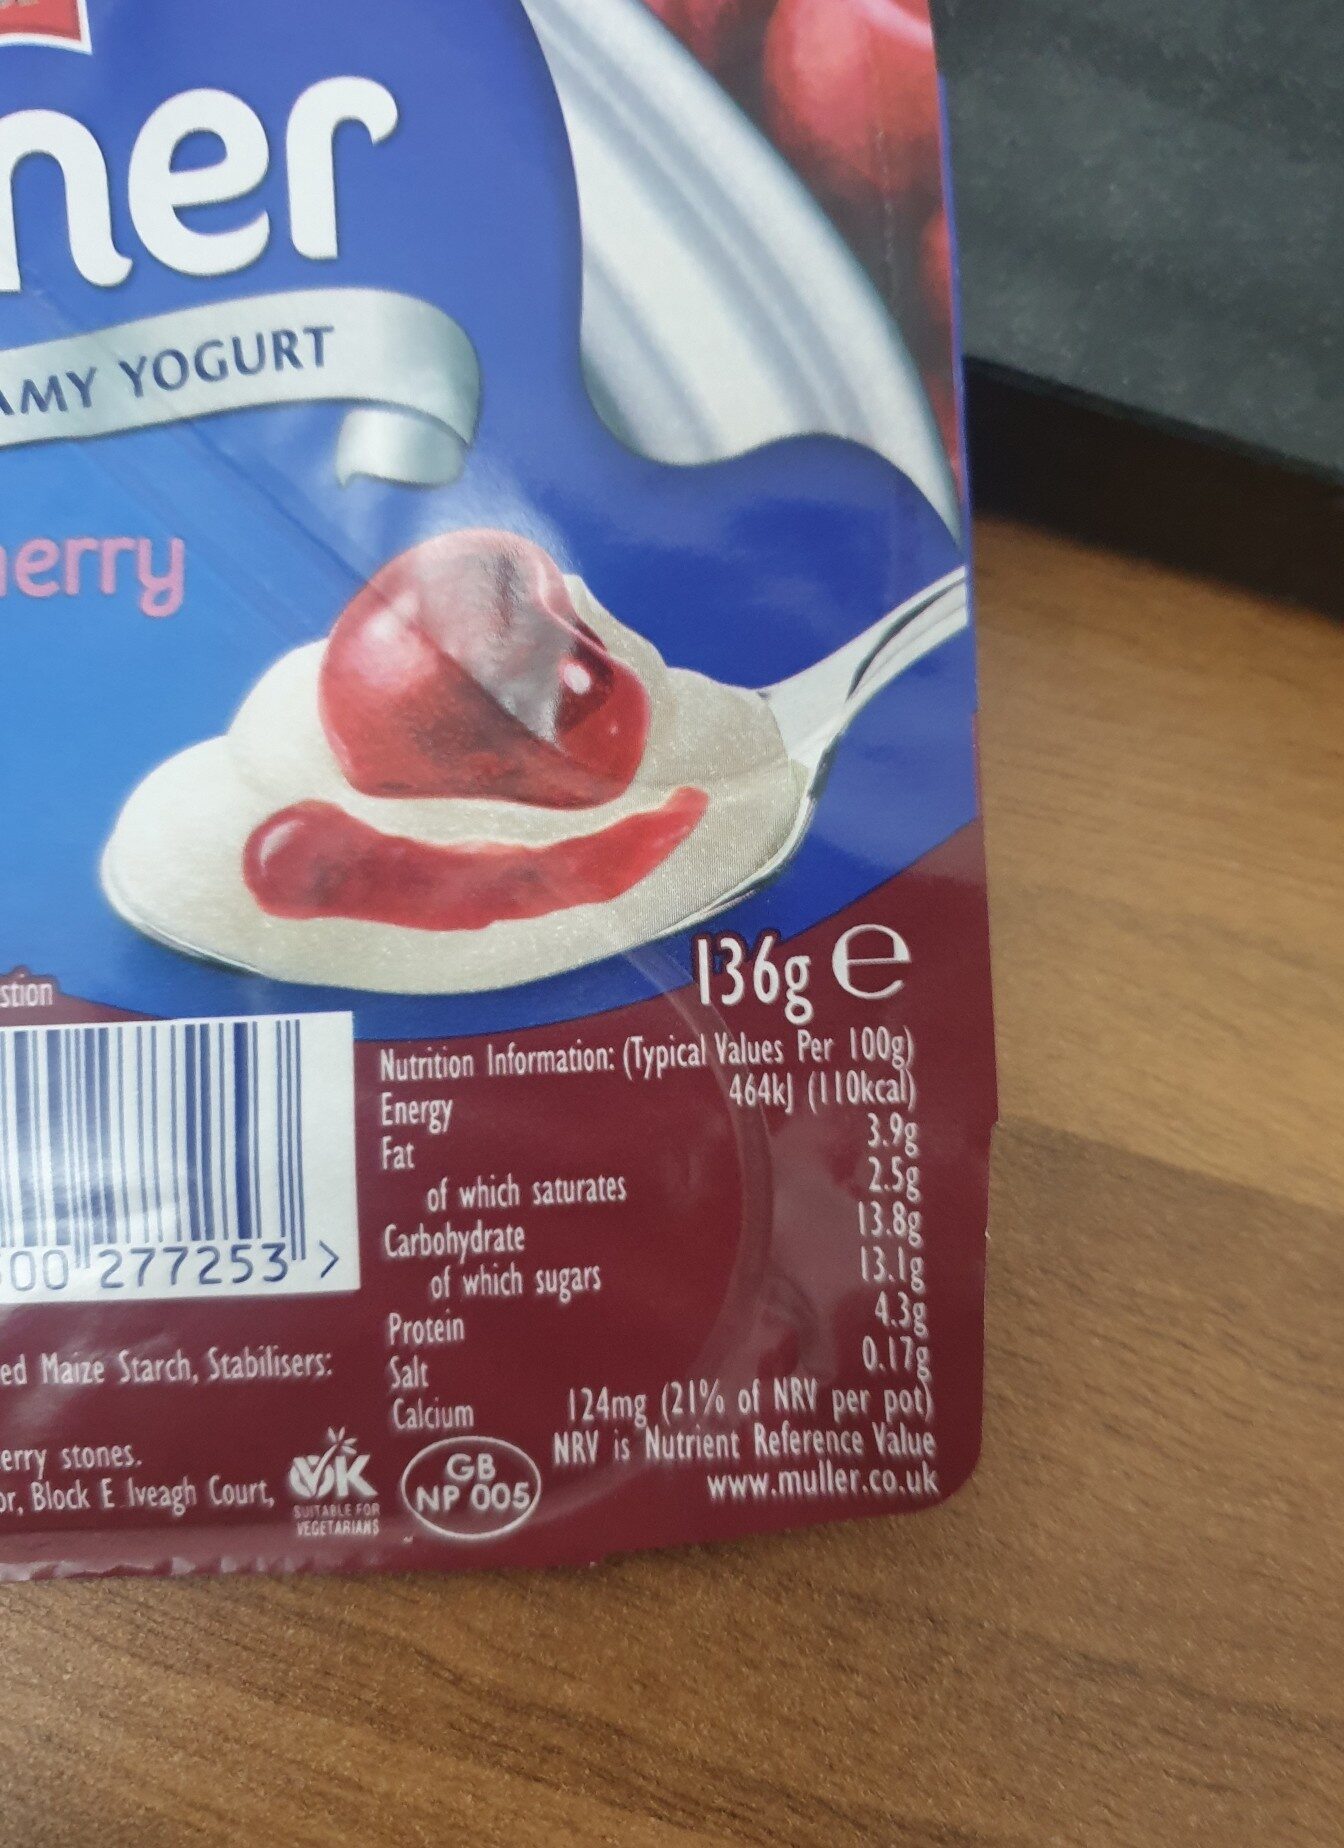 ner
AMY YOGURT
erry
stion
136g e
Nutrition Information: (Typical Values Per 100g)
Energy 464kJ (110kcal)
Fat 3.9g
of which saturates 2.5g
Carbohydrate 13.8g
of which sugars 13.1g
Protein 4.3g
Salt 0.17g
Calcium 124mg (21% of NRV per pot)
NRV is Nutrient Reference Value
www.muller.co.uk
00 277253 >
ed Maize Starch, Stabilisers:
erry stones.
or, Block E Iveagh Court,
VK
SUITABLE FOR
VEGETARIANS
GB
NP 005